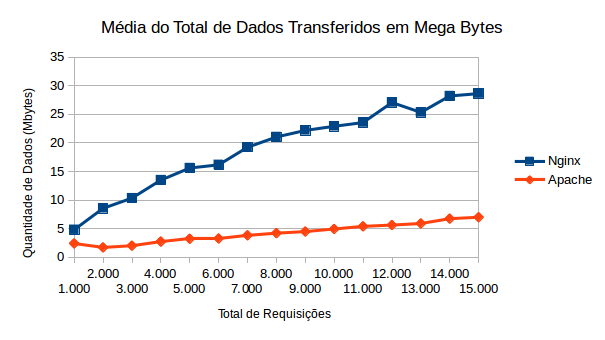 Média do Total de Dados Transferidos em Mega Bytes
35
30
25
20
15
10
5
0
Quantidade de Dados (Mbytes)
2.000 4.000 6.000 8.000 10.000 12.000 14.000
1.000 3.000 5.000 7.000 9.000 11.000 13.000 15.000
Total de Requisições
Nginx
Apache